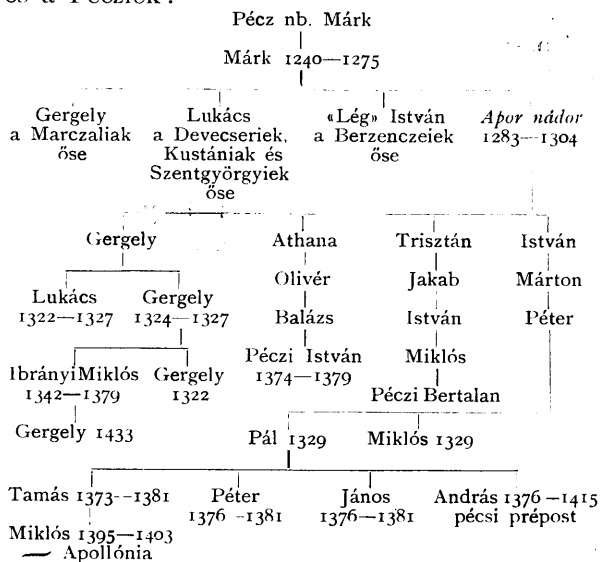 Pécz nb. Márk
Márk 1240—1275
Gergely
a Marczaliak
őse
Lukács
a Devecseriek,
Kustániak és
Szentgyörgyiek
őse
«Lég» István
a Berzenczeiek
őse
Apor nádor
1283—1304
Gergely
Athana
Trisztán
István
Olivér
Jakab
Márton
Lukács
1322—1327
Gergely
1324—1327
Balázs
István
Péter
Ibrányi Miklós
1342—1379
Gergely
1322
Péczi István
1374—1379
Miklós
Péczi Bertalan
Gergely 1433
Pál 1329
Miklós 1329
Tamás 1373--1381
Péter
1376 -1381
János
1376—1381
András 1376—1415
pécsi prépost
Miklós 1395—1403
— Apollónia